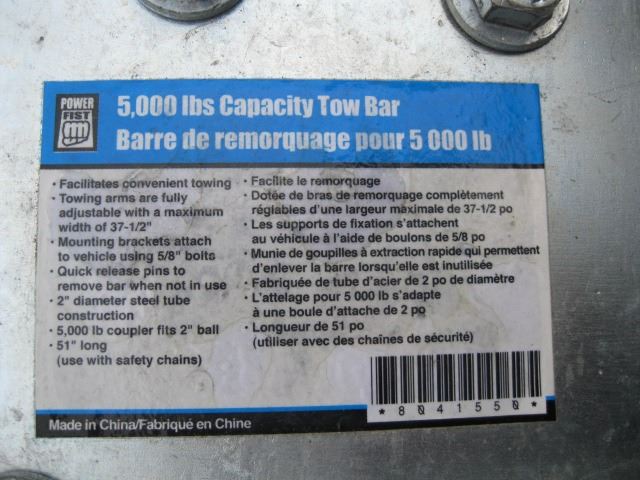 POWER
FIST
5,000 lbs Capacity Tow Bar
Barre de remorquage pour 5 000 lb
· Facilitates convenient towing
· Towing arms are fully
adjustable with a maximum
width of 37-1/2"
· Mounting brackets attach
to vehicle using 5/8" bolts
· Quick release pins to
remove bar when not in use
· 2" diameter steel tube
construction
· 5,000 lb coupler fits 2" ball
· 51" long
(use with safety chains)
· Facilite le remorquage
· Dotée de bras de remorquage complètement
réglables d'une largeur maximale de 37-1/2 po
· Les supports de fixation s'attachent
au véhicule à l'aide de boulons de 5/8 po
· Munie de goupilles à extraction rapide qui permettent
d'enlever la barre lorsqu'elle est inutilisée
· Fabriquée de tube d'acier de 2 po de diamètre
· L'attelage pour 5 000 lb s'adapte
à une boule d'attache de 2 po
· Longueur de 51 po
(utiliser avec des chaînes de sécurité)
*8041550*
Made in China/Fabriqué en Chine